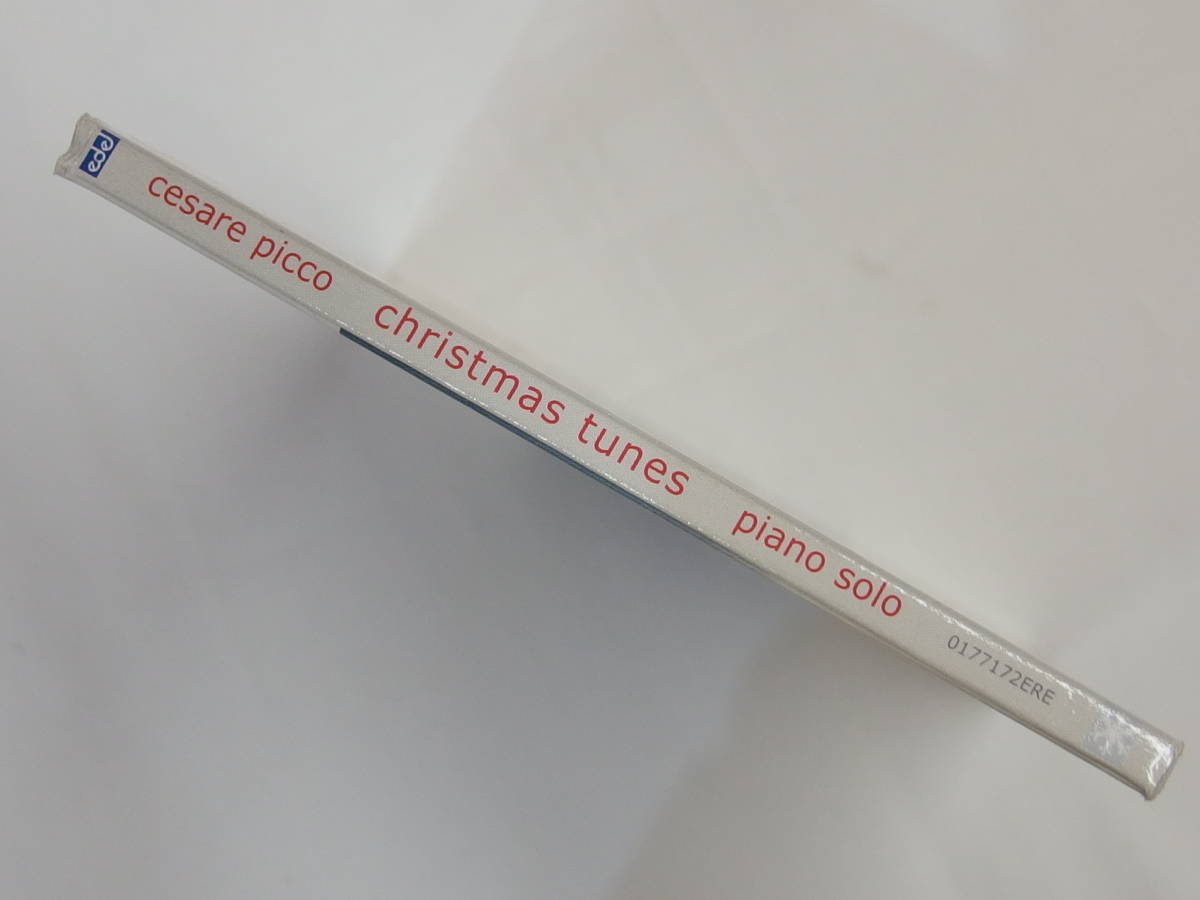 edel
cesare picco christmas tunes piano solo 0177172ERE